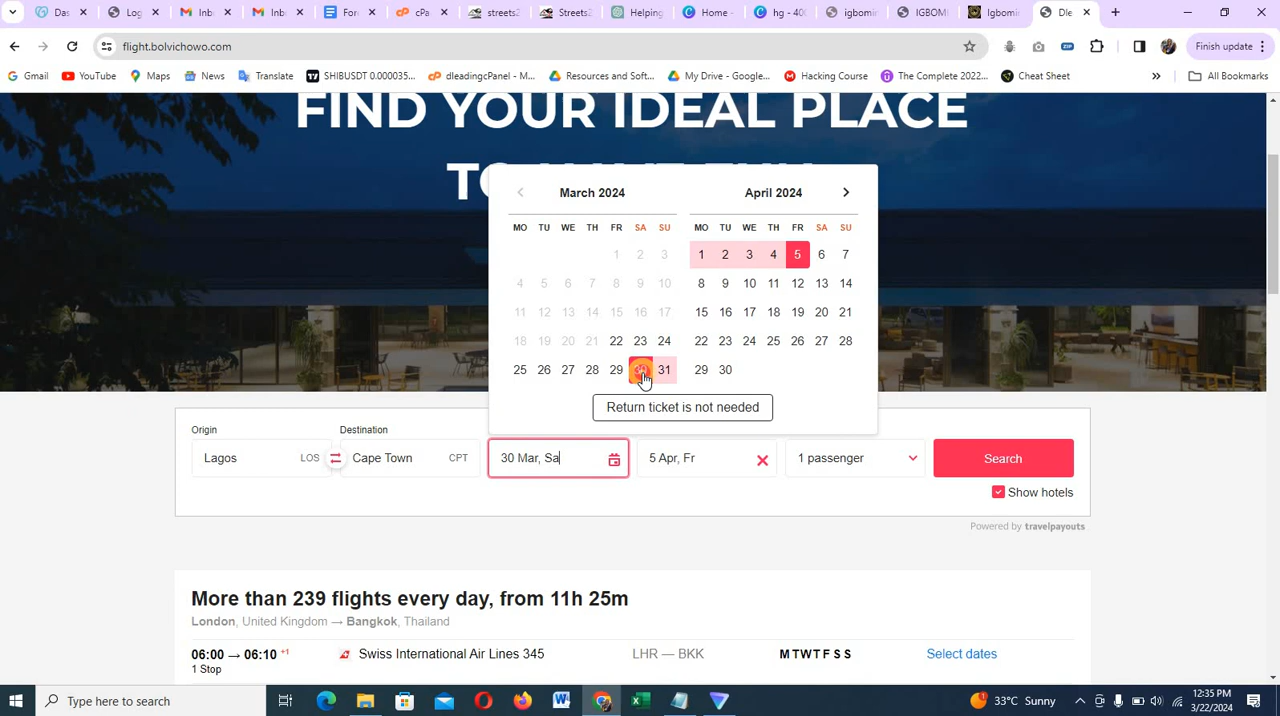 Da
Log
Inb
Inb
For
cPa
streets
Streets
Helping
Home -
hg - 400
igbomin
IGBOMI
Igbomin
Dle
flight.bolvichowo.com
Finish update
Gmail
YouTube
Maps
News
Translate
SHIBUSDT 0.000035...
dleadingcPanel - M...
Resources and Soft...
My Drive - Google...
Hacking Course
The Complete 2022...
Cheat Sheet
»
All Bookmarks
FIND YOUR IDEAL PLACE
March 2024
April 2024
MO TU WE TH FR SA SU
MO TU WE TH FR SA SU
1 2 3
1 2 3 4 5 6 7
4 5 6 7 8 9 10
8 9 10 11 12 13 14
11 12 13 14 15 16 17
15 16 17 18 19 20 21
18 19 20 21 22 23 24
22 23 24 25 26 27 28
25 26 27 28 29 31
29 30
Return ticket is not needed
Origin
Destination
Lagos LOS
Cape Town CPT
30 Mar, Sa
5 Apr, Fr
1 passenger
Search
Show hotels
Powered by travelpayouts
More than 239 flights every day, from 11h 25m
London, United Kingdom → Bangkok, Thailand
06:00 → 06:10 +1
Swiss International Air Lines 345
LHR — BKK
M T W T F S S
Select dates
1 Stop
Type here to search
33°C Sunny
12:35 PM
3/22/2024